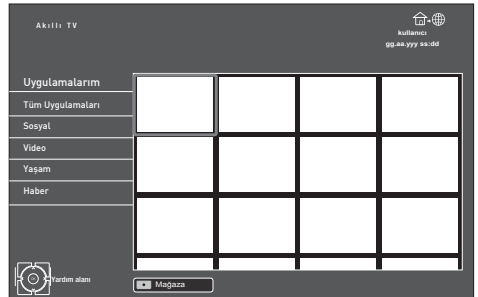 Akıllı TV
kullanıcı
gg.aa.yyy ss:dd
Uygulamalarım
Tüm Uygulamaları
Sosyal
Video
Yaşam
Haber
Yardım alanı
Mağaza